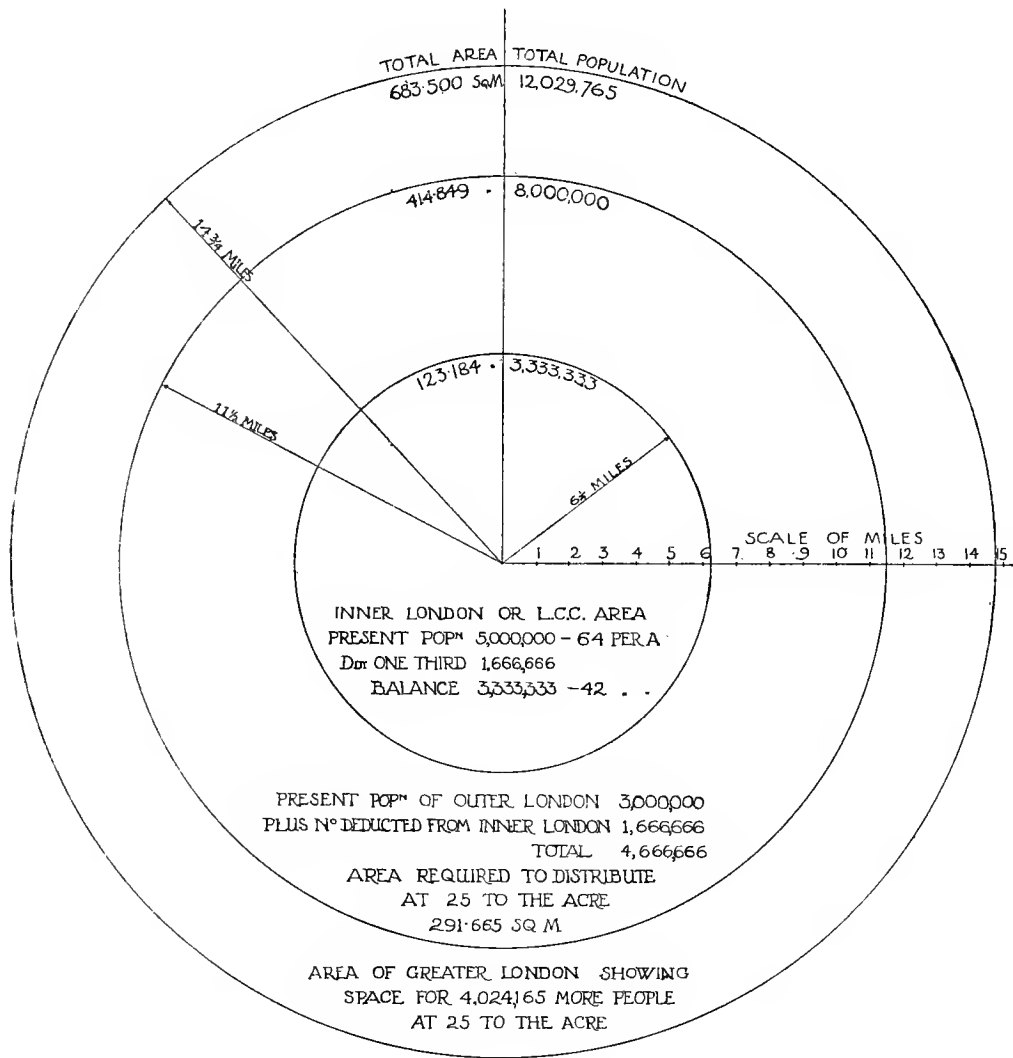 TOTAL AREA TOTAL POPULATION
683·500 SqM 12,029,765
414·849 · 8,000,000
14¾ MILES
123·184 · 3,333,333
11½ MILES
6¼ MILES
SCALE OF MILES
1 2 3 4 5 6 7 8 9 10 11 12 13 14 15
INNER LONDON OR L.C.C. AREA
PRESENT POPN 5,000,000 – 64 PER A
DDT ONE THIRD 1,666,666
BALANCE 3,333,333 – 42 . .
PRESENT POPN OF OUTER LONDON 3,000,000
PLUS NO DEDUCTED FROM INNER LONDON 1,666,666
TOTAL 4,666,666
AREA REQUIRED TO DISTRIBUTE
AT 25 TO THE ACRE
291·665 SQ M
AREA OF GREATER LONDON SHOWING
SPACE FOR 4,024,165 MORE PEOPLE
AT 25 TO THE ACRE